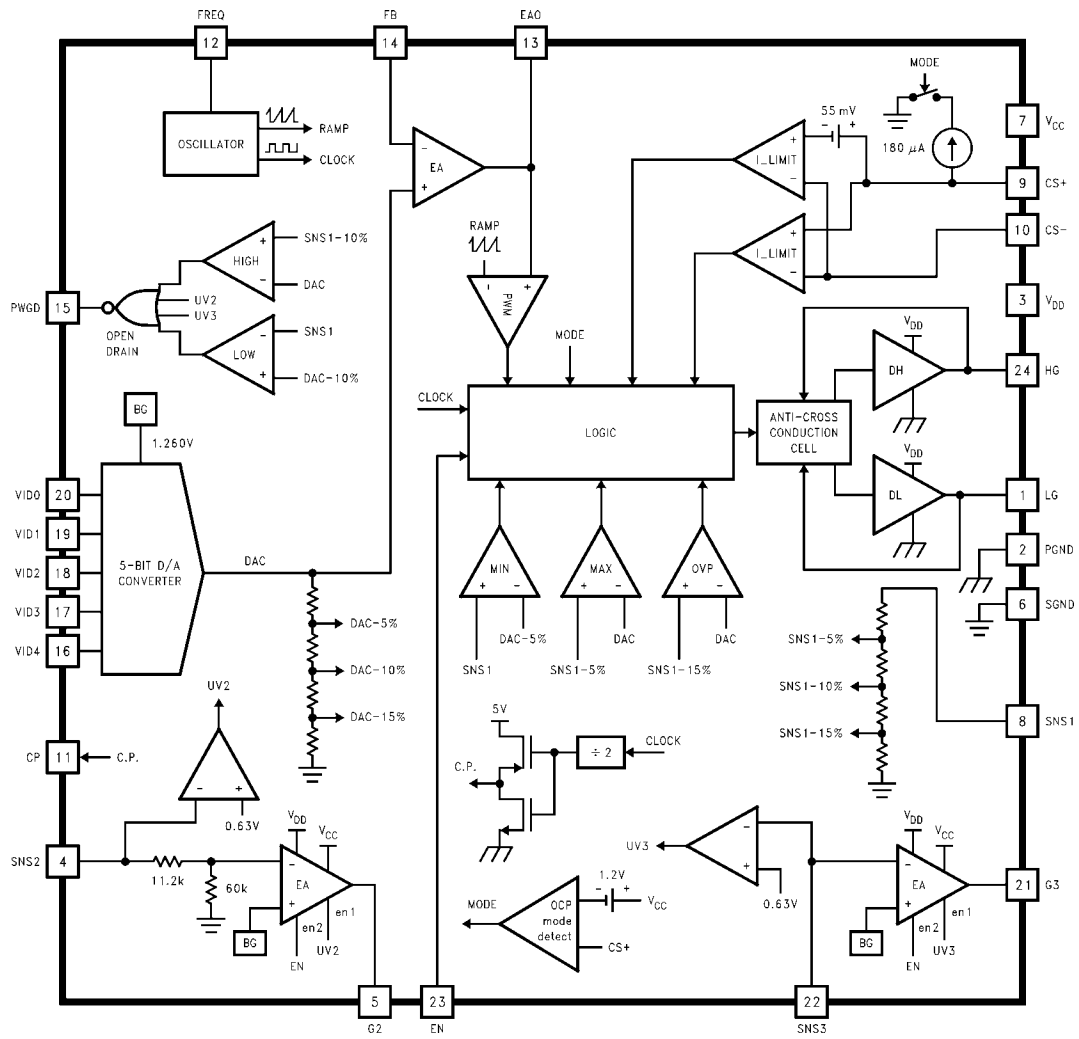 FREQ
12
FB
14
EAO
13
OSCILLATOR
RAMP
CLOCK
EA
-
+
MODE
180 μA
55 mV
- +
I_LIMIT
+
-
I_LIMIT
+
-
7
VCC
9
CS+
10
CS-
3
VDD
24
HG
1
LG
2
PGND
6
SGND
8
SNS1
21
G3
PWGD
15
OPEN
DRAIN
UV2
UV3
HIGH
+
-
SNS1-10%
DAC
LOW
-
+
SNS1
DAC-10%
RAMP
- +
PWM
MODE
CLOCK
LOGIC
ANTI-CROSS
CONDUCTION
CELL
VDD
DH
VDD
DL
BG
1.260V
VID0
20
VID1
19
VID2
18
VID3
17
VID4
16
5-BIT D/A
CONVERTER
DAC
DAC-5%
DAC-10%
DAC-15%
MIN
+ -
SNS1
DAC-5%
MAX
+ -
SNS1-5%
DAC
OVP
+ -
SNS1-15%
DAC
SNS1-5%
SNS1-10%
SNS1-15%
CP
11
C.P.
UV2
- +
0.63V
SNS2
4
11.2k
60k
VDD
VCC
-
EA
+
en1
en2
BG
EN
UV2
5V
C.P.
÷ 2
CLOCK
MODE
OCP
mode
detect
1.2V
- +
VCC
CS+
UV3
-
+
0.63V
VDD
VCC
-
EA
+
en1
en2
BG
EN
UV3
5
G2
23
EN
22
SNS3